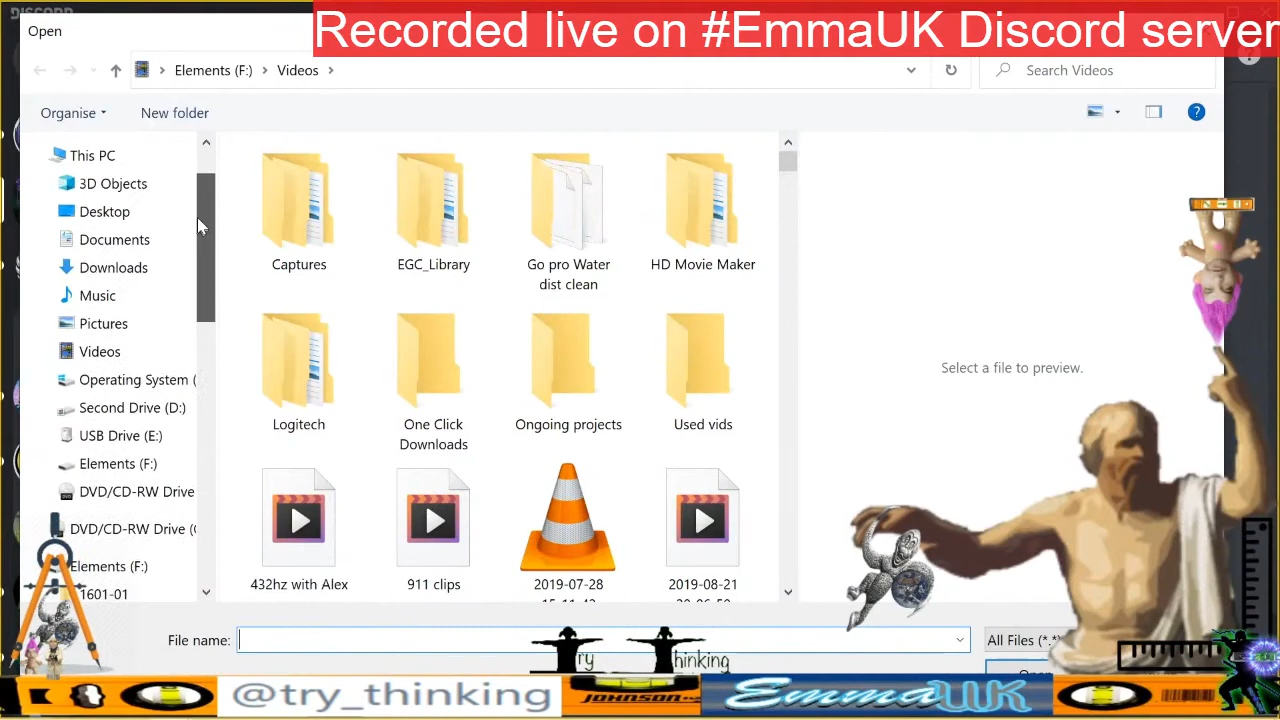 DISCORD
Recorded live on #EmmaUK Discord server
Open
Elements (F:) > Videos >
Search Videos
Organise
New folder
This PC
3D Objects
Desktop
Documents
Downloads
Music
Pictures
Videos
Operating System (
Second Drive (D:)
USB Drive (E:)
Elements (F:)
DVD/CD-RW Drive
DVD/CD-RW Drive (
Elements (F:)
1601-01
Captures
EGC_Library
Go pro Water
dist clean
HD Movie Maker
Logitech
One Click
Downloads
Ongoing projects
Used vids
432hz with Alex
911 clips
2019-07-28
2019-08-21
Select a file to preview.
File name:
All Files (*.*)
Open
Try Thinking
@try_thinking
JOHNSON
EmmaUK